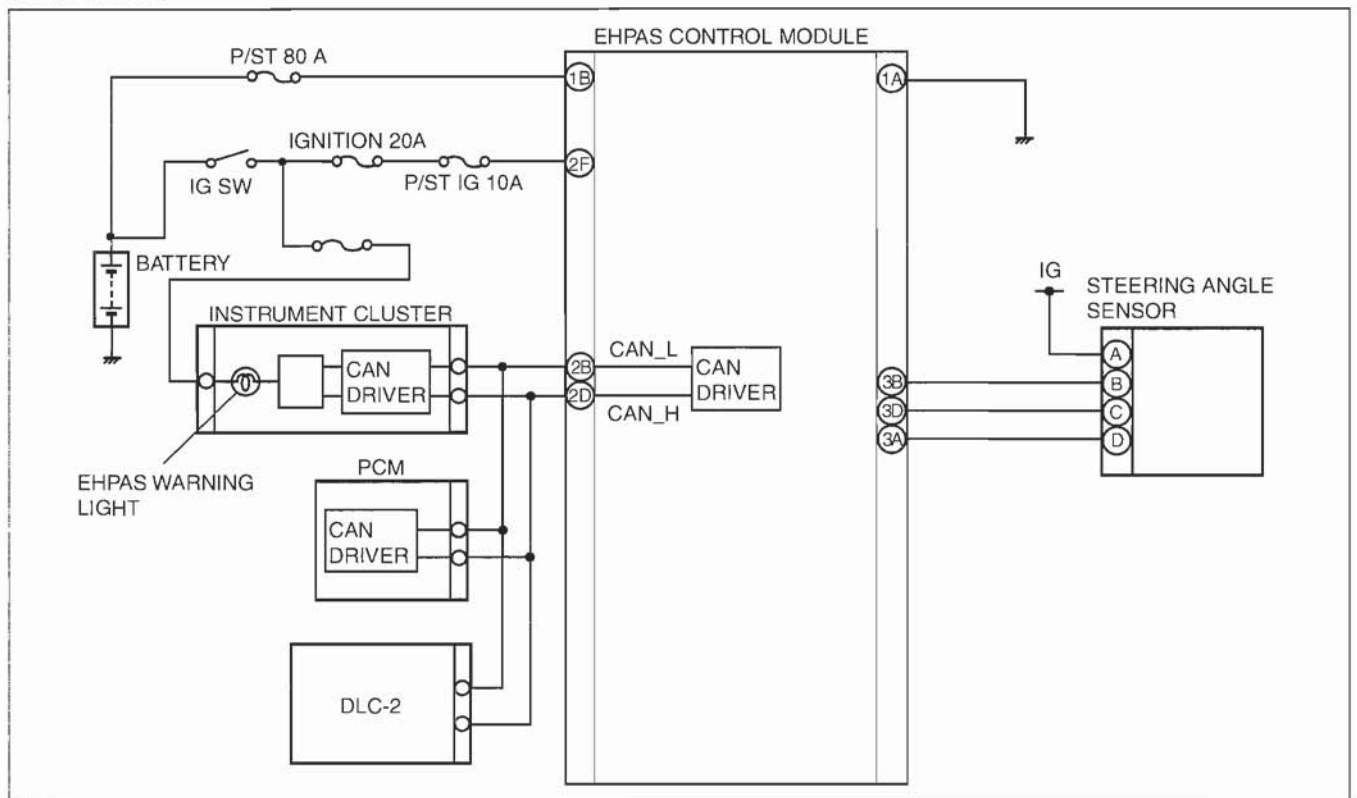 EHPAS CONTROL MODULE
P/ST 80 A
1B
1A
IGNITION 20A
2F
IG SW
P/ST IG 10A
BATTERY
IG
STEERING ANGLE
SENSOR
INSTRUMENT CLUSTER
A
CAN
DRIVER
2B
CAN_L
CAN
DRIVER
3B
B
2D
CAN_H
3D
C
3A
D
EHPAS WARNING
LIGHT
PCM
CAN
DRIVER
DLC-2